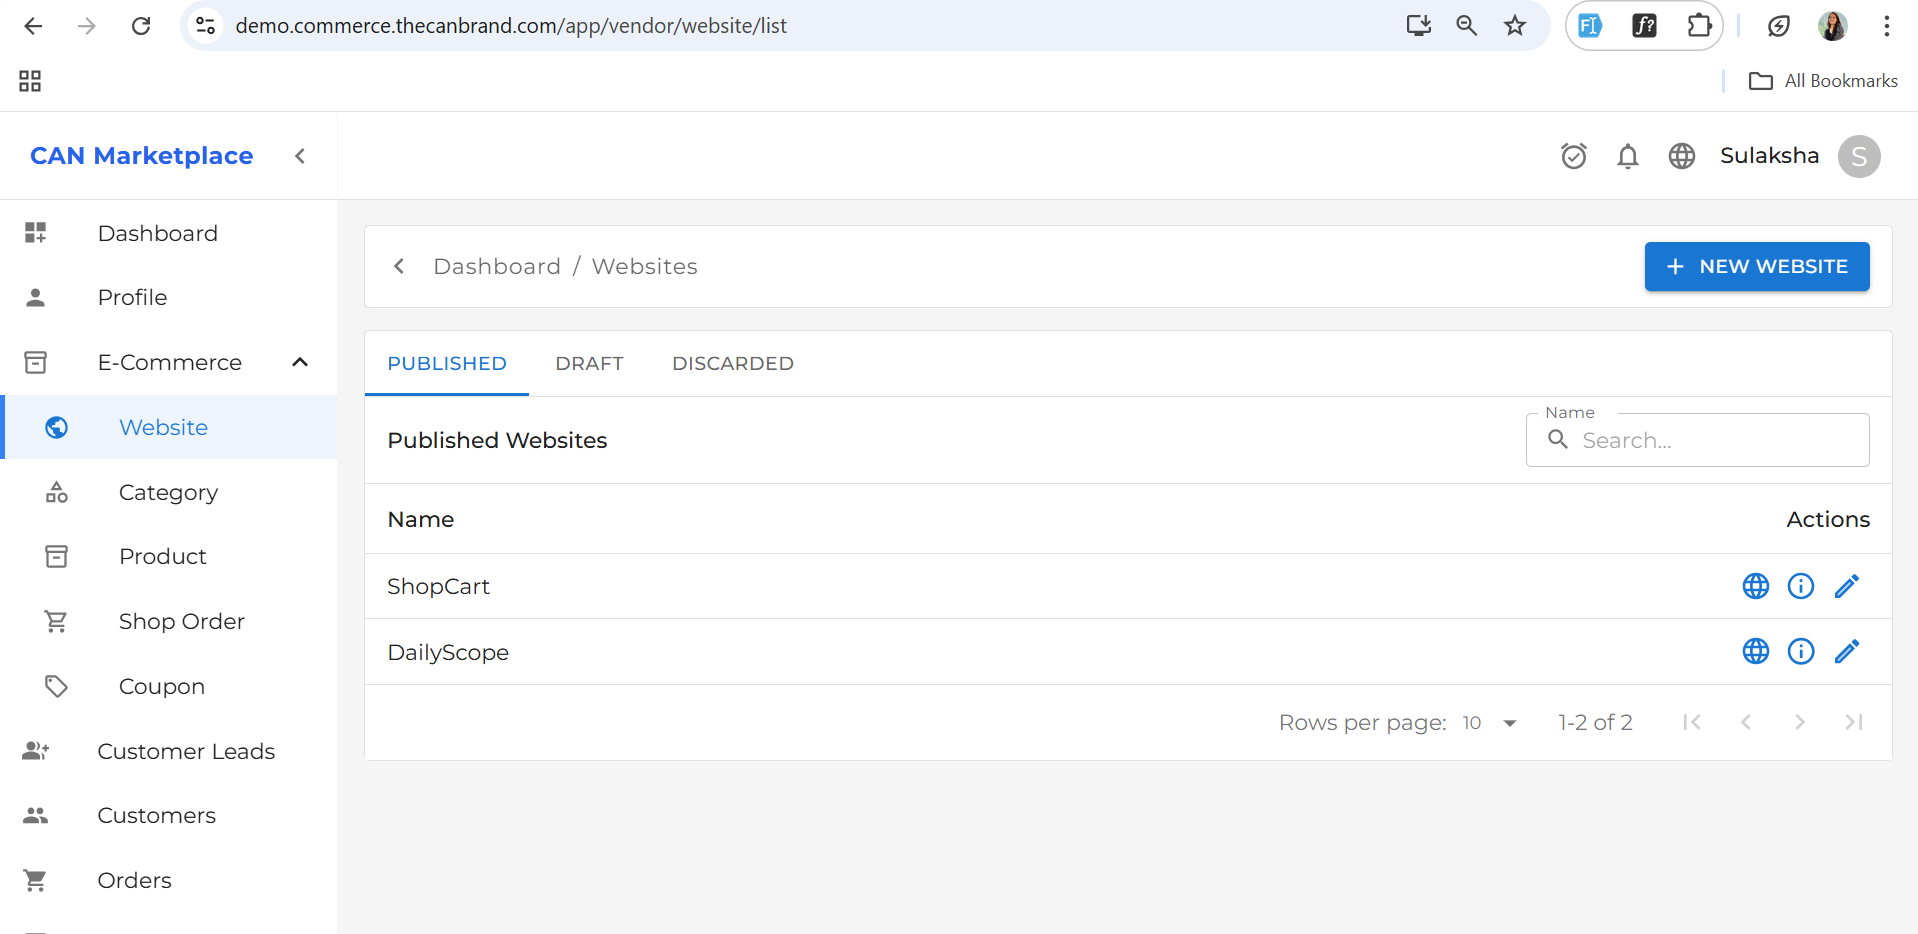 demo.commerce.thecanbrand.com/app/vendor/website/list
All Bookmarks
CAN Marketplace
Sulaksha S
Dashboard
Profile
E-Commerce
Website
Category
Product
Shop Order
Coupon
Customer Leads
Customers
Orders
Dashboard / Websites
+ NEW WEBSITE
PUBLISHED DRAFT DISCARDED
Published Websites
Name
Search...
Name Actions
ShopCart
DailyScope
Rows per page: 10 1-2 of 2